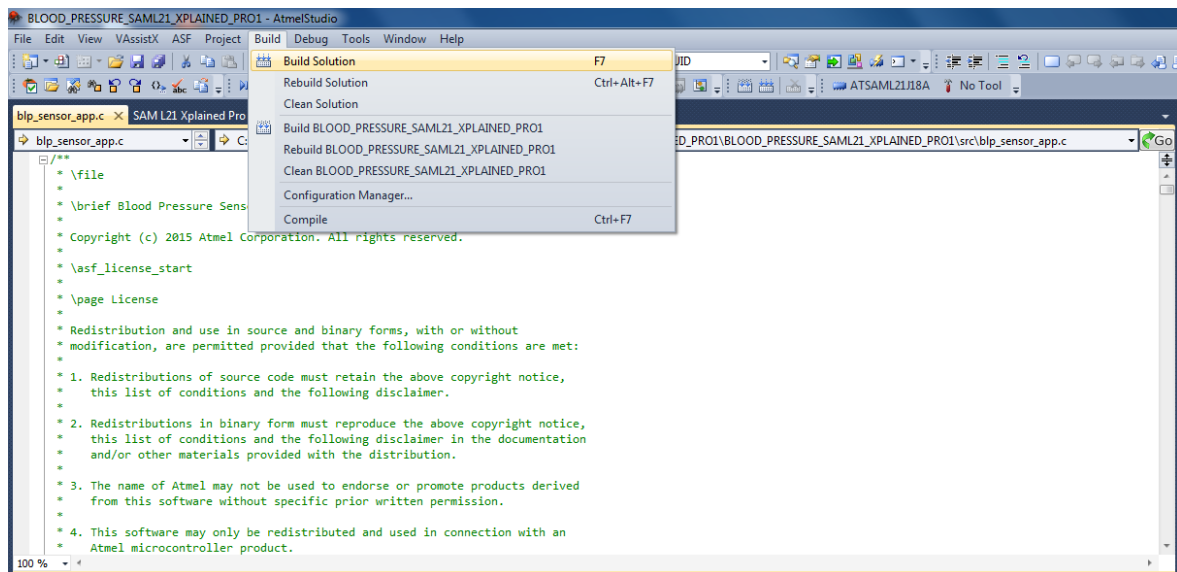 BLOOD_PRESSURE_SAML21_XPLAINED_PRO1 - AtmelStudio
File Edit View VAssistX ASF Project Build Debug Tools Window Help
Build Solution F7
Rebuild Solution Ctrl+Alt+F7
Clean Solution
Build BLOOD_PRESSURE_SAML21_XPLAINED_PRO1
Rebuild BLOOD_PRESSURE_SAML21_XPLAINED_PRO1
Clean BLOOD_PRESSURE_SAML21_XPLAINED_PRO1
Configuration Manager...
Compile Ctrl+F7
JID
ATSAML21J18A No Tool
blp_sensor_app.c SAM L21 Xplained Pro
blp_sensor_app.c C: ED_PRO1\BLOOD_PRESSURE_SAML21_XPLAINED_PRO1\src\blp_sensor_app.c Go
/**
* \file
*
* \brief Blood Pressure Sens
*
* Copyright (c) 2015 Atmel Corporation. All rights reserved.
*
* \asf_license_start
*
* \page License
*
* Redistribution and use in source and binary forms, with or without
* modification, are permitted provided that the following conditions are met:
*
* 1. Redistributions of source code must retain the above copyright notice,
* this list of conditions and the following disclaimer.
*
* 2. Redistributions in binary form must reproduce the above copyright notice,
* this list of conditions and the following disclaimer in the documentation
* and/or other materials provided with the distribution.
*
* 3. The name of Atmel may not be used to endorse or promote products derived
* from this software without specific prior written permission.
*
* 4. This software may only be redistributed and used in connection with an
* Atmel microcontroller product.
100 %